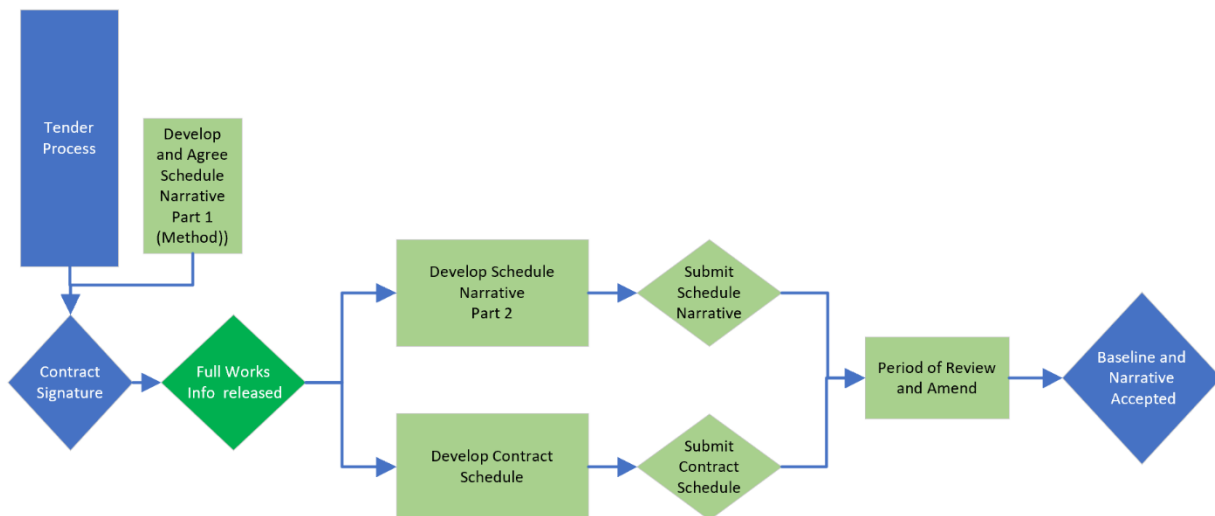 Tender
Process
Develop
and Agree
Schedule
Narrative
Part 1
(Method))
Contract
Signature
Full Works
Info  released
Develop Schedule
Narrative
Part 2
Submit
Schedule
Narrative
Develop Contract
Schedule
Submit
Contract
Schedule
Period of Review
and Amend
Baseline and
Narrative
Accepted